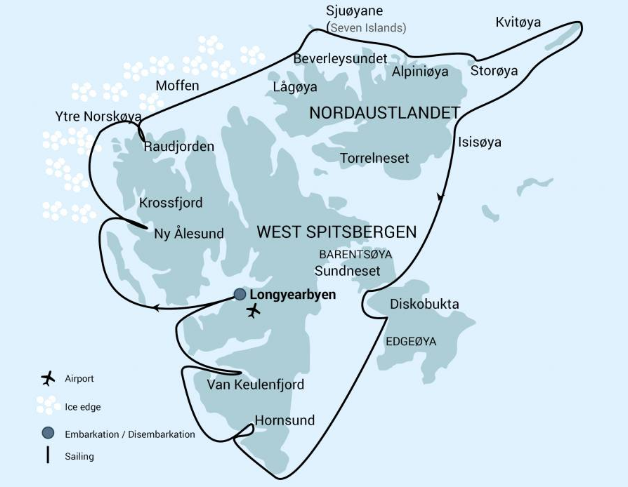 Sjuøyane
(Seven Islands)
Kvitøya
Beverleysundet
Alpiniøya
Storøya
Moffen
Lågøya
Ytre Norskøya
NORDAUSTLANDET
Raudjorden
Isisøya
Torrelneset
Krossfjord
Ny Ålesund
WEST SPITSBERGEN
BARENTSØYA
Sundneset
Longyearbyen
Diskobukta
EDGEØYA
Airport
Van Keulenfjord
Ice edge
Hornsund
Embarkation / Disembarkation
Sailing